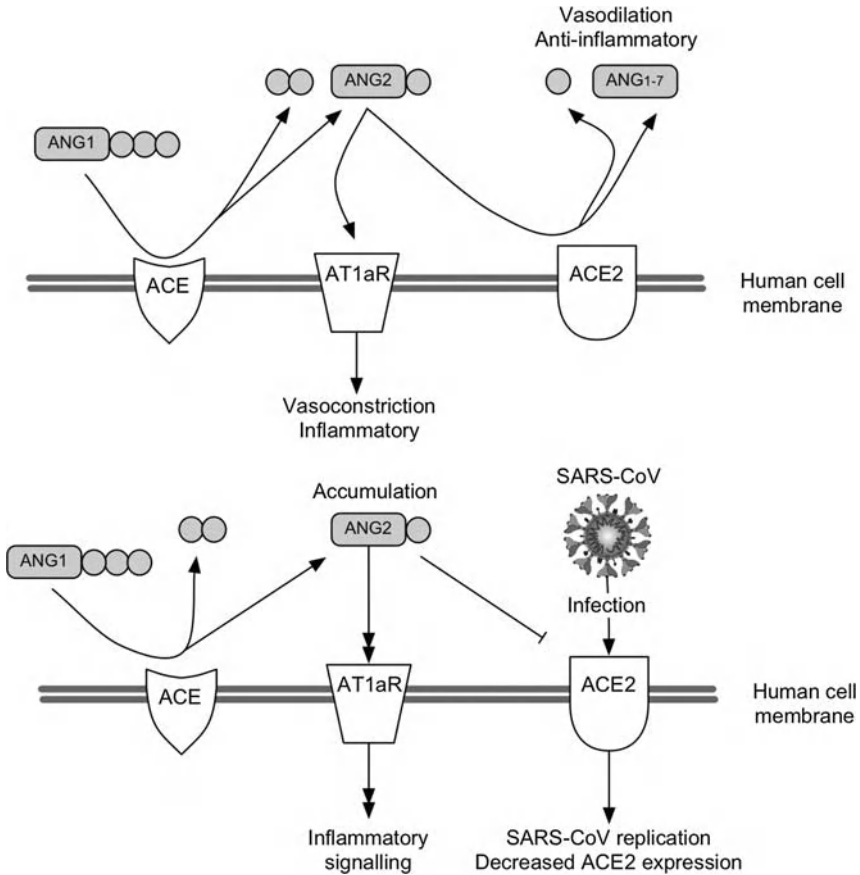 Vasodilation
Anti-inflammatory
ANG2
ANG1-7
ANG1
ACE
AT1aR
ACE2
Human cell
membrane
Vasoconstriction
Inflammatory
SARS-CoV
Accumulation
ANG2
ANG1
Infection
ACE
AT1aR
ACE2
Human cell
membrane
Inflammatory
signalling
SARS-CoV replication
Decreased ACE2 expression